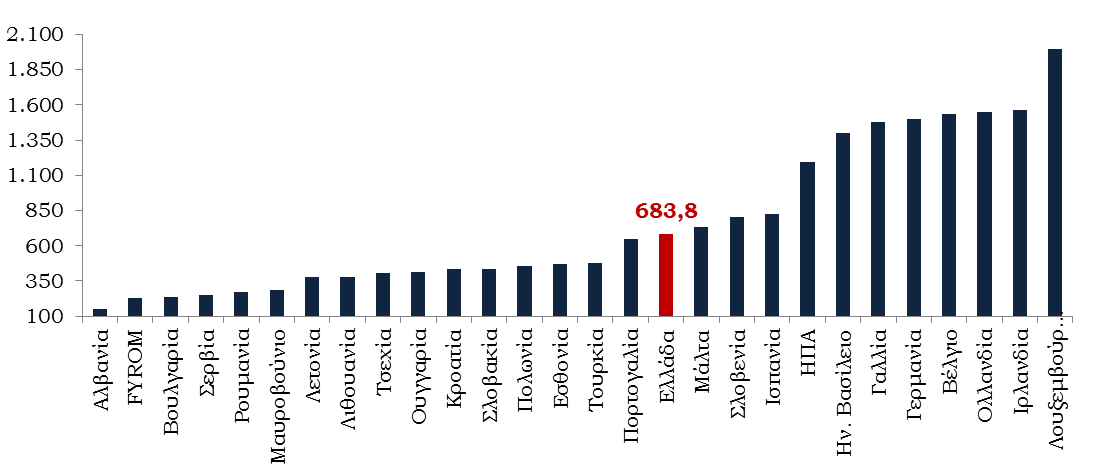 2.100
1.850
1.600
1.350
1.100
850
600
350
100
683,8
Αλβανία
FYROM
Βουλγαρία
Σερβία
Ρουμανία
Μαυροβούνιο
Λετονία
Λιθουανία
Τσεχία
Ουγγαρία
Κροατία
Σλοβακία
Πολωνία
Εσθονία
Τουρκία
Πορτογαλία
Ελλάδα
Μάλτα
Σλοβενία
Ισπανία
ΗΠΑ
Ην. Βασίλειο
Γαλλία
Γερμανία
Βέλγιο
Ολλανδία
Ιρλανδία
Λουξεμβούρ...